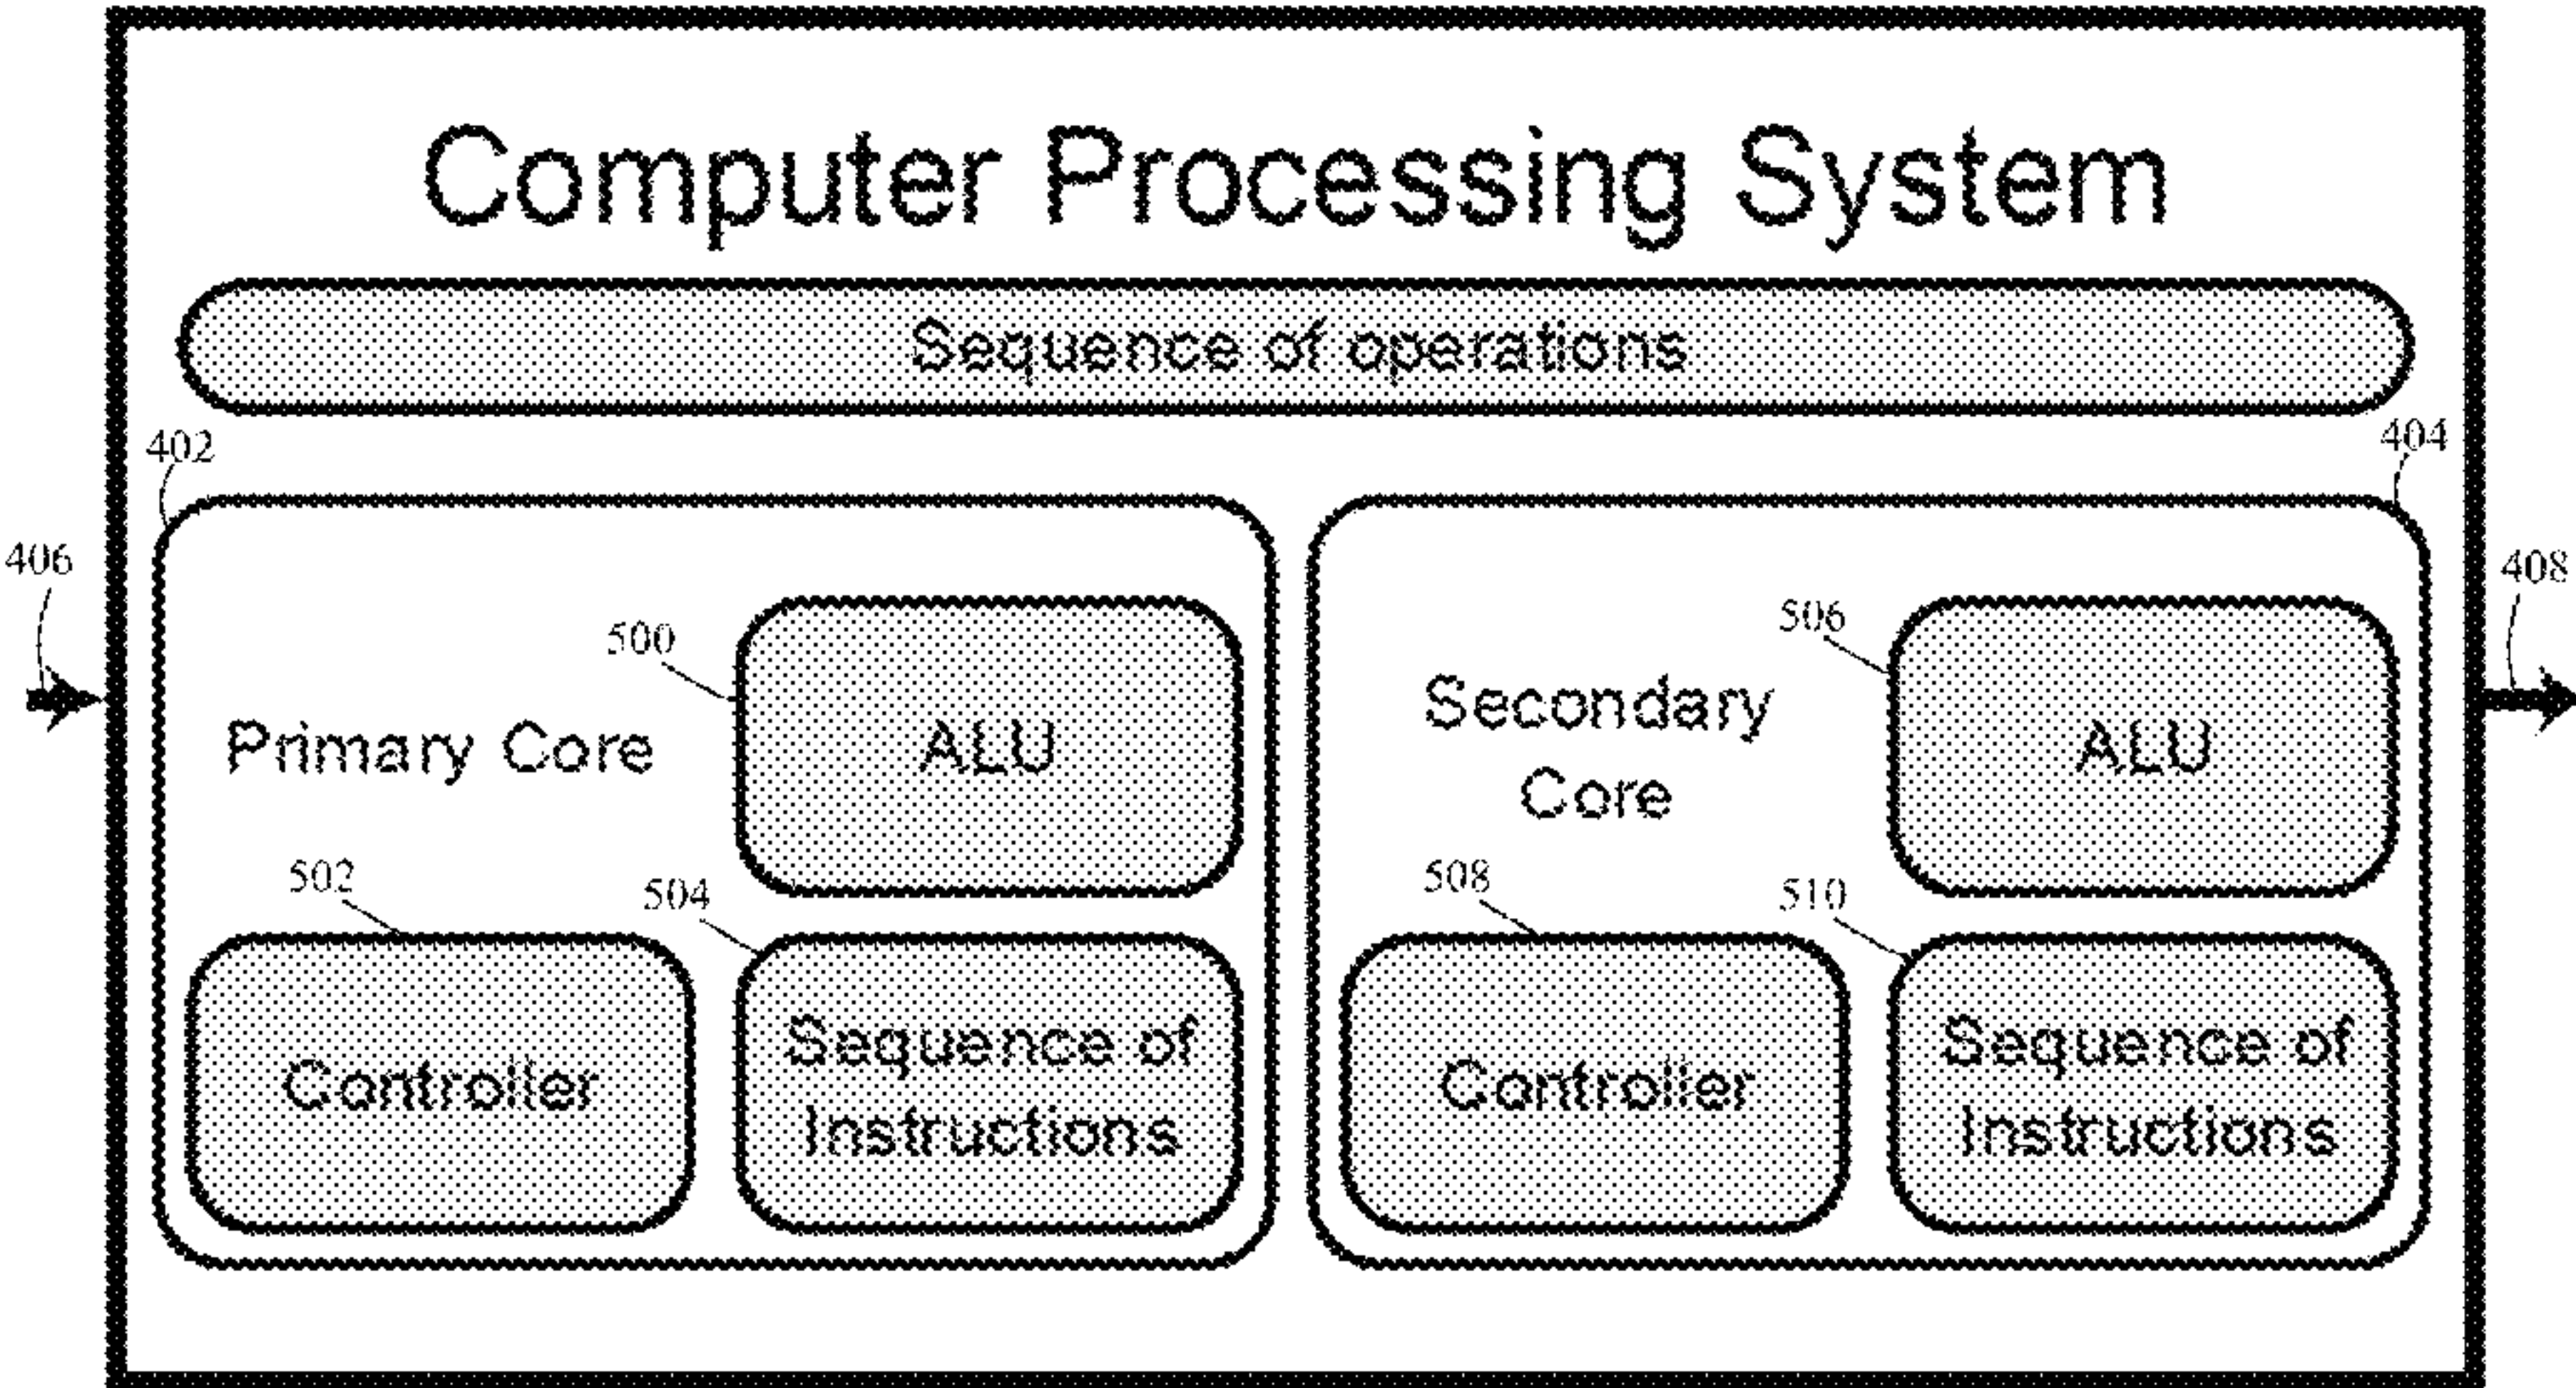 Computer Processing System
Sequence of operations
402
404
406
408
500
506
Primary Core
ALU
Secondary
Core
ALU
502
504
508
510
Controller
Sequence of
Instructions
Controller
Sequence of
Instructions